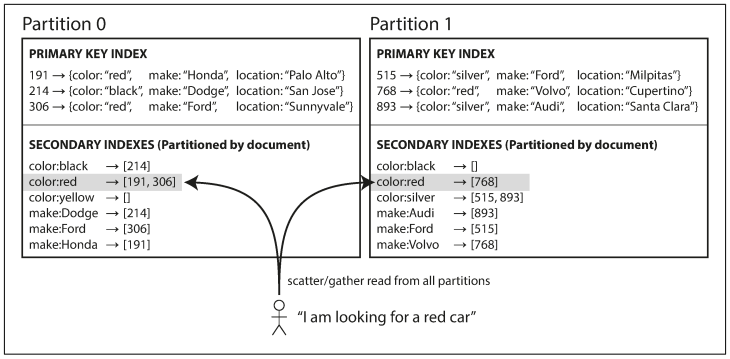 Partition 0
PRIMARY KEY INDEX
191 → {color: “red”, make: “Honda”, location: “Palo Alto”}
214 → {color: “black”, make: “Dodge”, location: “San Jose”}
306 → {color: “red”, make: “Ford”, location: “Sunnyvale”}
SECONDARY INDEXES (Partitioned by document)
color:black → [214]
color:red → [191, 306]
color:yellow → []
make:Dodge → [214]
make:Ford → [306]
make:Honda → [191]
Partition 1
PRIMARY KEY INDEX
515 → {color: “silver”, make: “Ford”, location: “Milpitas”}
768 → {color: “red”, make: “Volvo”, location: “Cupertino”}
893 → {color: “silver”, make: “Audi”, location: “Santa Clara”}
SECONDARY INDEXES (Partitioned by document)
color:black → []
color:red → [768]
color:silver → [515, 893]
make:Audi → [893]
make:Ford → [515]
make:Volvo → [768]
scatter/gather read from all partitions
“I am looking for a red car”